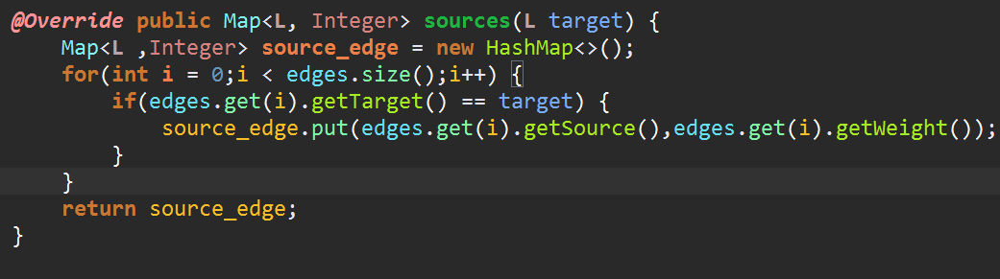 @Override public Map<L, Integer> sources(L target) {
    Map<L ,Integer> source_edge = new HashMap<>();
    for(int i = 0;i < edges.size();i++) {
        if(edges.get(i).getTarget() == target) {
            source_edge.put(edges.get(i).getSource(),edges.get(i).getWeight());
        }
    }
    return source_edge;
}